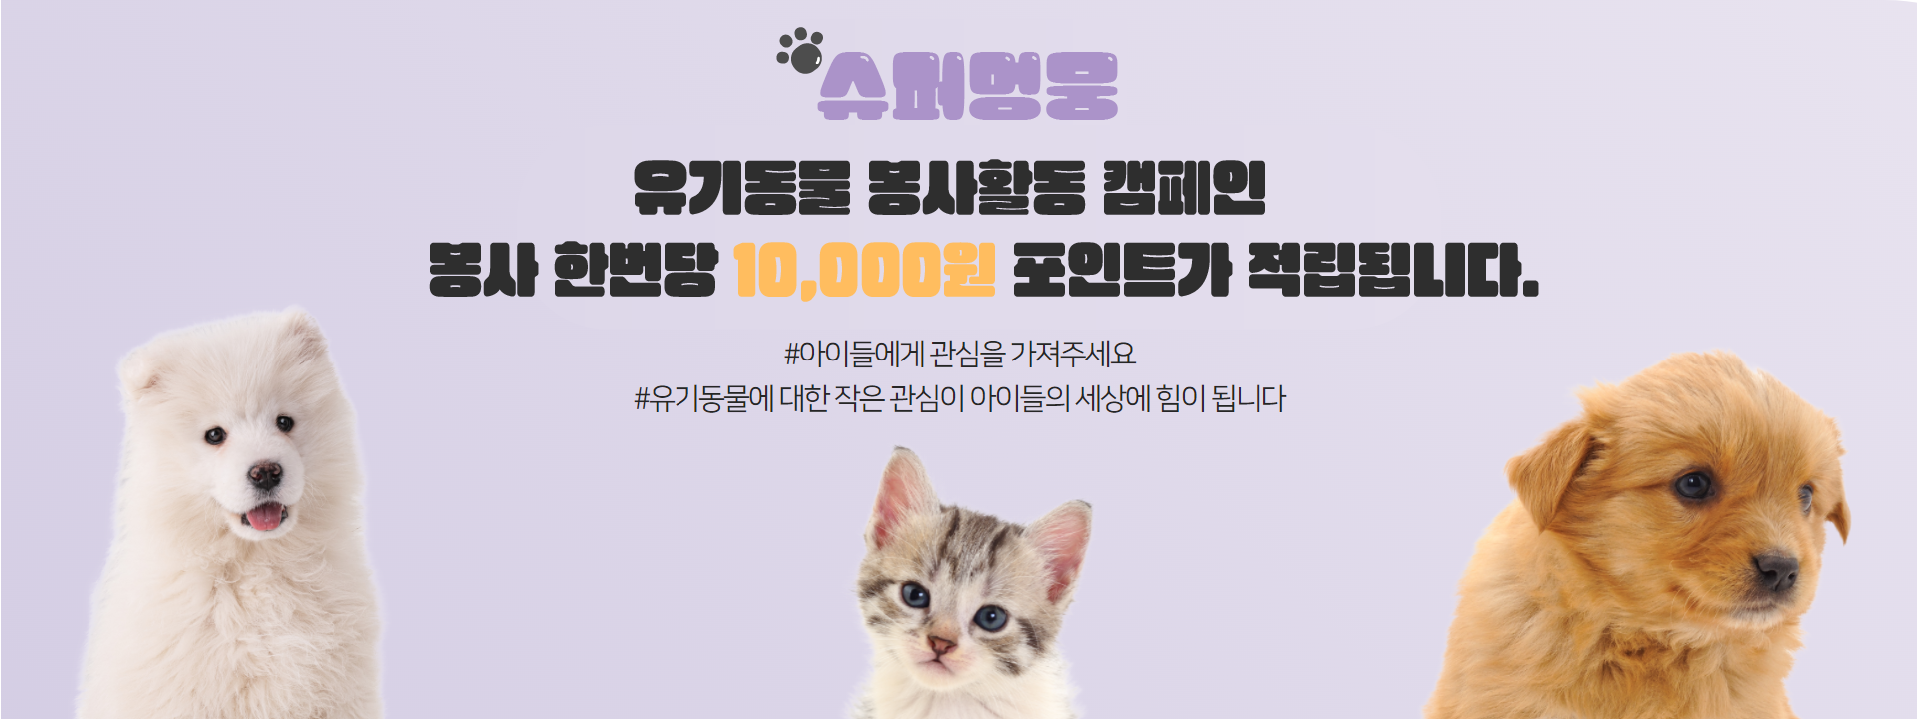 슈퍼멍웅
유기동물 봉사활동 캠페인
봉사 한번당 10,000원 포인트가 적립됩니다.
#아이들에게 관심을 가져주세요
#유기동물에 대한 작은 관심이 아이들의 세상에 힘이 됩니다